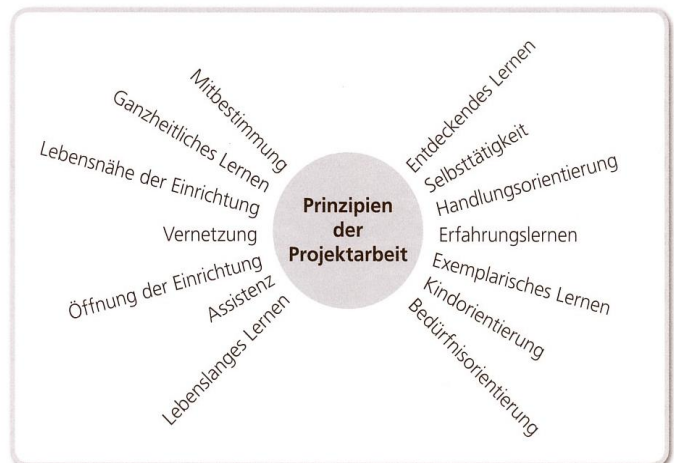 Mitbestimmung
Ganzheitliches Lernen
Lebensnähe der Einrichtung
Vernetzung
Öffnung der Einrichtung
Assistenz
Lebenslanges Lernen
Prinzipien
der
Projektarbeit
Entdeckendes Lernen
Selbsttätigkeit
Handlungsorientierung
Erfahrungslernen
Exemplarisches Lernen
Kindorientierung
Bedürfnisorientierung